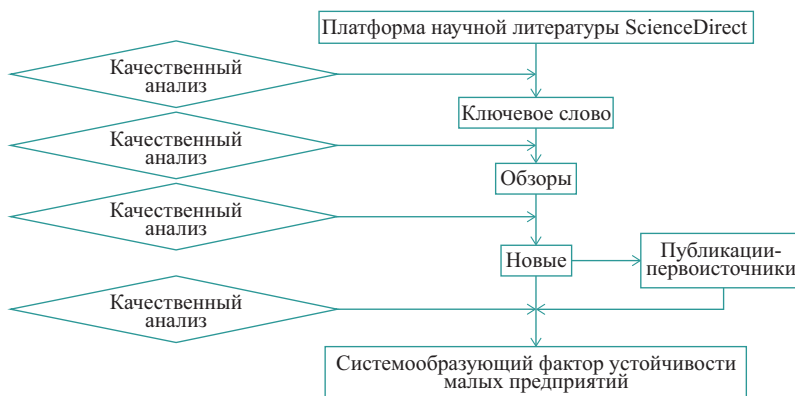 Платформа научной литературы ScienceDirect
Качественный
анализ
Ключевое слово
Качественный
анализ
Обзоры
Качественный
анализ
Новые
Публикации-
первоисточники
Качественный
анализ
Системообразующий фактор устойчивости
малых предприятий